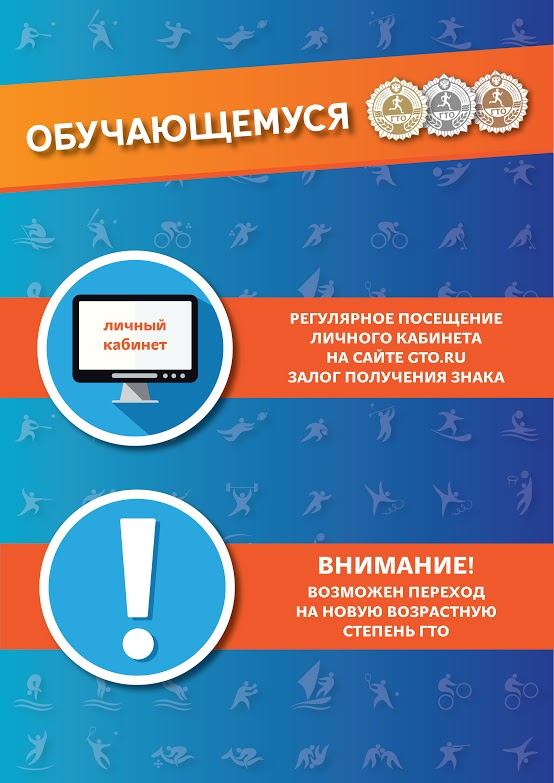 ОБУЧАЮЩЕМУСЯ
ГТО
ГТО
ГТО
личный
кабинет
РЕГУЛЯРНОЕ ПОСЕЩЕНИЕ
ЛИЧНОГО КАБИНЕТА
НА САЙТЕ GTO.RU
ЗАЛОГ ПОЛУЧЕНИЯ ЗНАКА
ВНИМАНИЕ!
ВОЗМОЖЕН ПЕРЕХОД
НА НОВУЮ ВОЗРАСТНУЮ
СТЕПЕНЬ ГТО